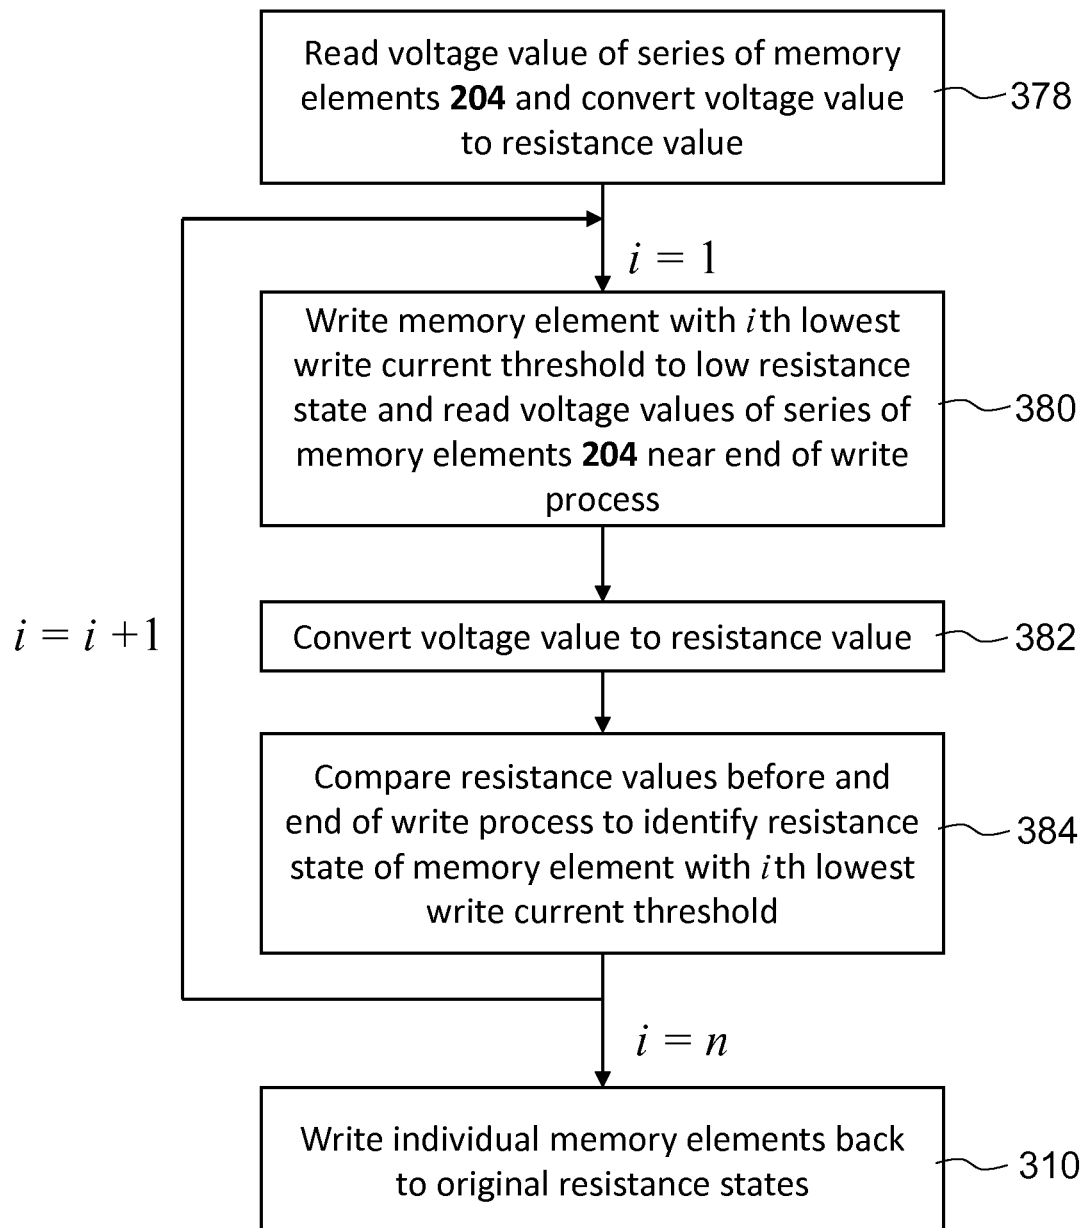 Read voltage value of series of memory
elements 204 and convert voltage value
to resistance value
378
i = 1
Write memory element with ith lowest
write current threshold to low resistance
state and read voltage values of series of
memory elements 204 near end of write
process
380
i = i +1
Convert voltage value to resistance value
382
Compare resistance values before and
end of write process to identify resistance
state of memory element with ith lowest
write current threshold
384
i = n
Write individual memory elements back
to original resistance states
310